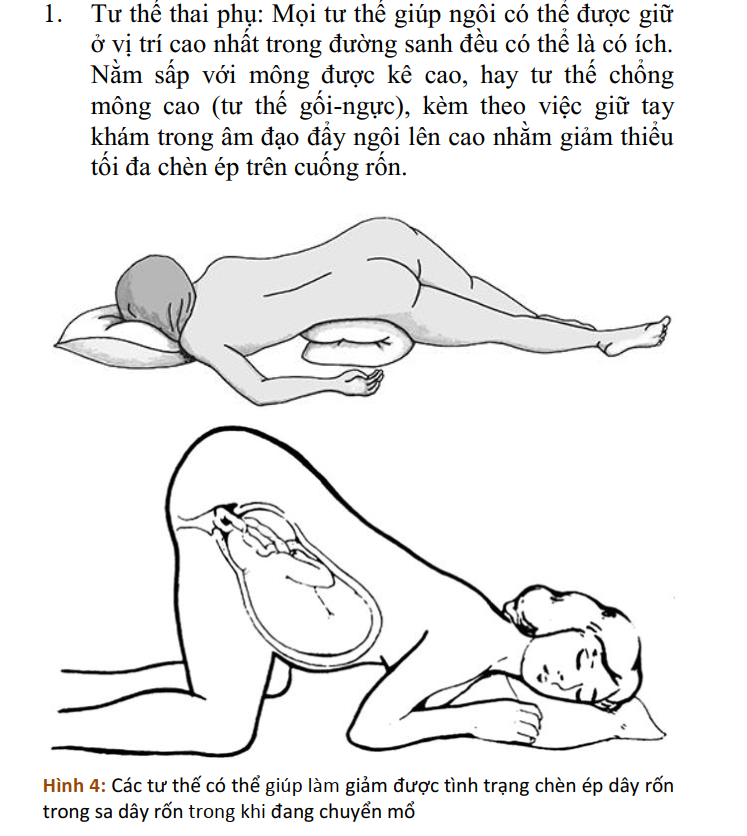 1. Tư thế thai phụ: Mọi tư thế giúp ngôi có thể được giữ
ở vị trí cao nhất trong đường sanh đều có thể là có ích.
Nằm sấp với mông được kê cao, hay tư thế chổng
mông cao (tư thế gối-ngực), kèm theo việc giữ tay
khám trong âm đạo đẩy ngôi lên cao nhằm giảm thiểu
tối đa chèn ép trên cuống rốn.
Hình 4: Các tư thế có thể giúp làm giảm được tình trạng chèn ép dây rốn
trong sa dây rốn trong khi đang chuyển mổ